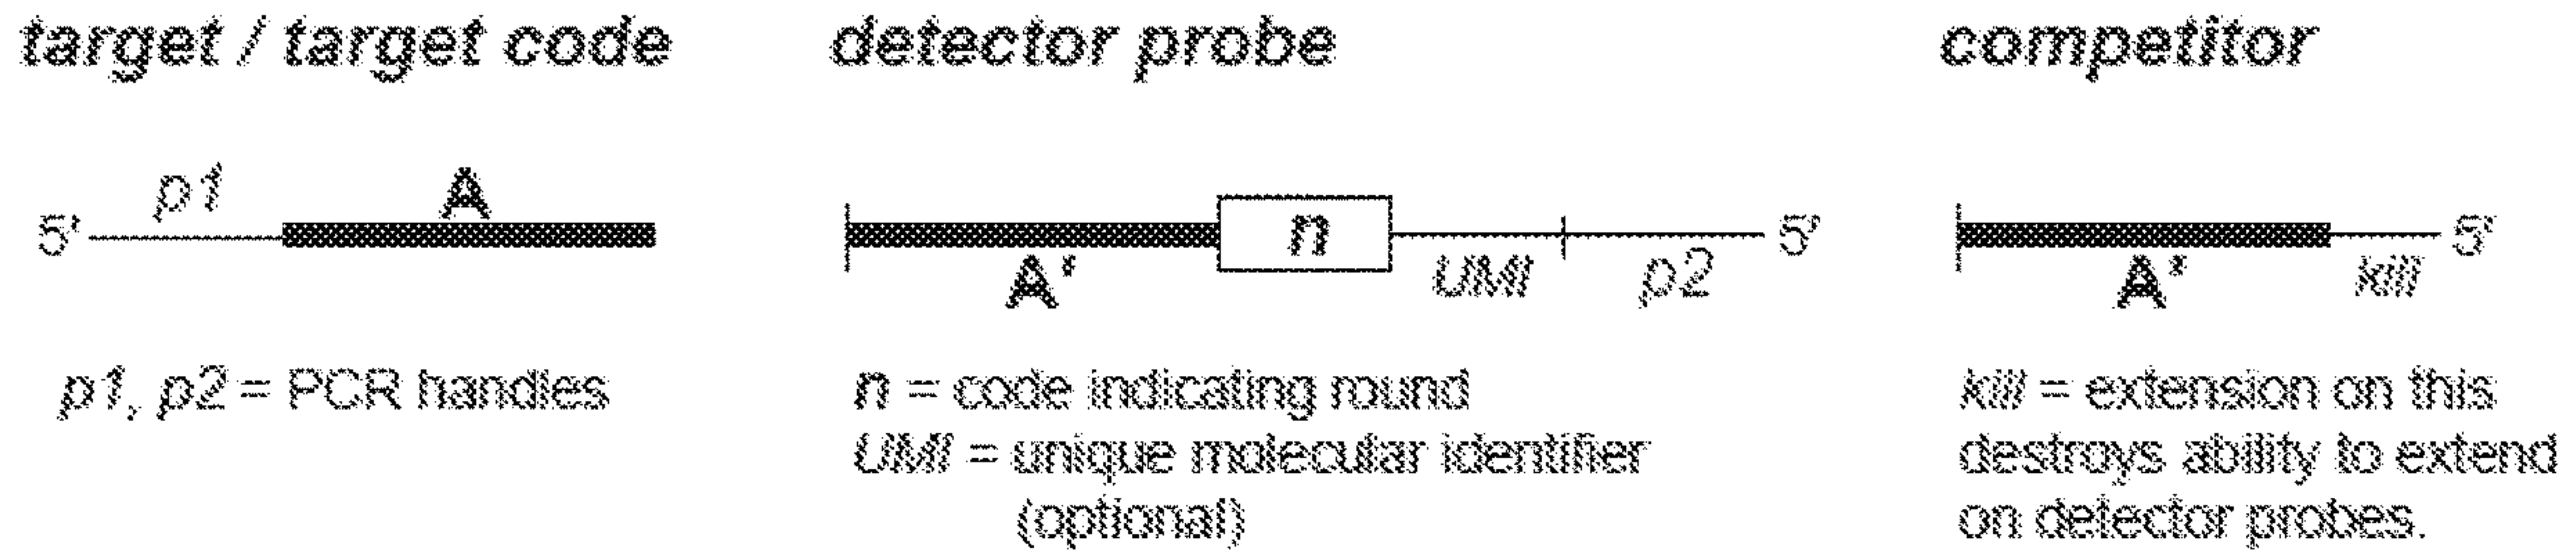 target / target code
detector probe
competitor
5' p1 A
A' n UMI p2 5'
A' kill 5'
p1, p2 = PCR handles
n = code indicating round
UMI = unique molecular identifier
(optional)
kill = extension on this
destroys ability to extend
on detector probes.